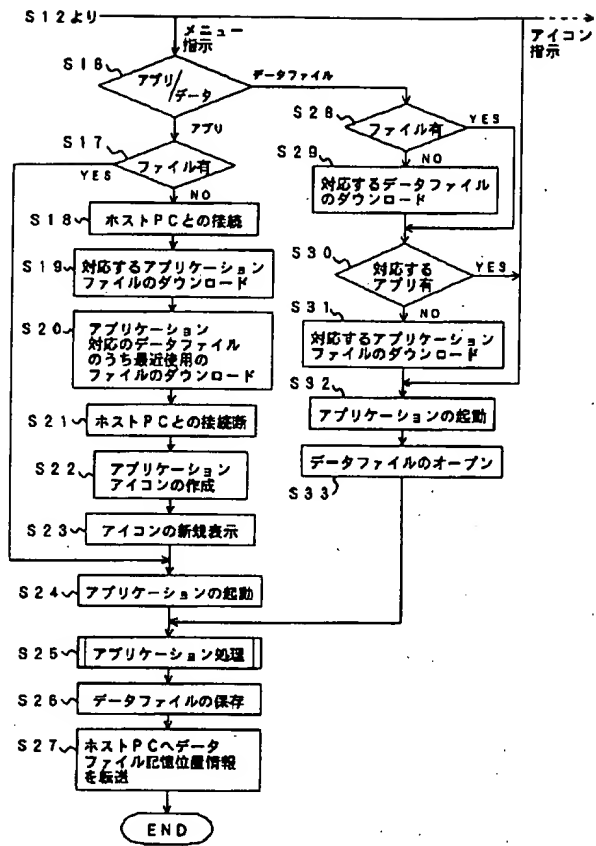 S12より
メニュー
指示
アイコン
指示
S16
アプリ
/データ
データファイル
アプリ
S17
ファイル有
YES
NO
S18
ホストPCとの接続
S19
対応するアプリケーション
ファイルのダウンロード
S20
アプリケーション
対応のデータファイル
のうち最近使用の
ファイルのダウンロード
S21
ホストPCとの接続断
S22
アプリケーション
アイコンの作成
S23
アイコンの新規表示
S24
アプリケーションの起動
S25
アプリケーション処理
S26
データファイルの保存
S27
ホストPCへデータ
ファイル記憶位置情報
を転送
END
S28
ファイル有
YES
NO
S29
対応するデータファイル
のダウンロード
S30
対応する
アプリ有
YES
NO
S31
対応するアプリケーション
ファイルのダウンロード
S32
アプリケーションの起動
データファイルのオープン
S33